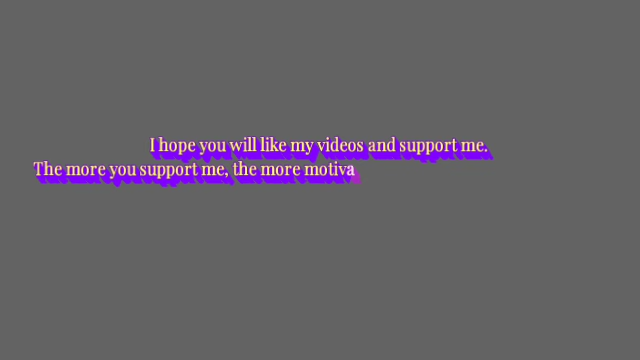 I hope you will like my videos and support me.
The more you support me, the more motiva